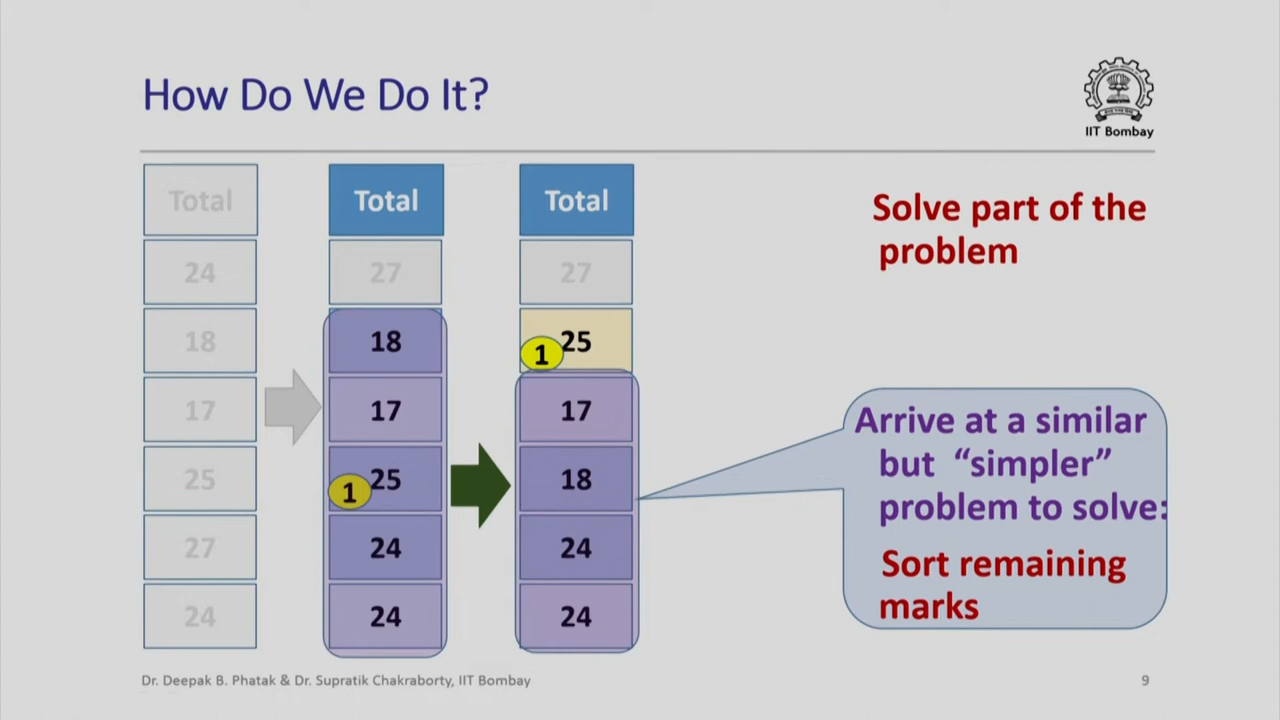 How Do We Do It?
IIT Bombay
Total Total Total
24 27 27
18 18 1 25
17 17 17
25 1 25 18
27 24 24
24 24 24
Solve part of the
problem
Arrive at a similar
but “simpler”
problem to solve:
Sort remaining
marks
Dr. Deepak B. Phatak & Dr. Supratik Chakraborty, IIT Bombay 9